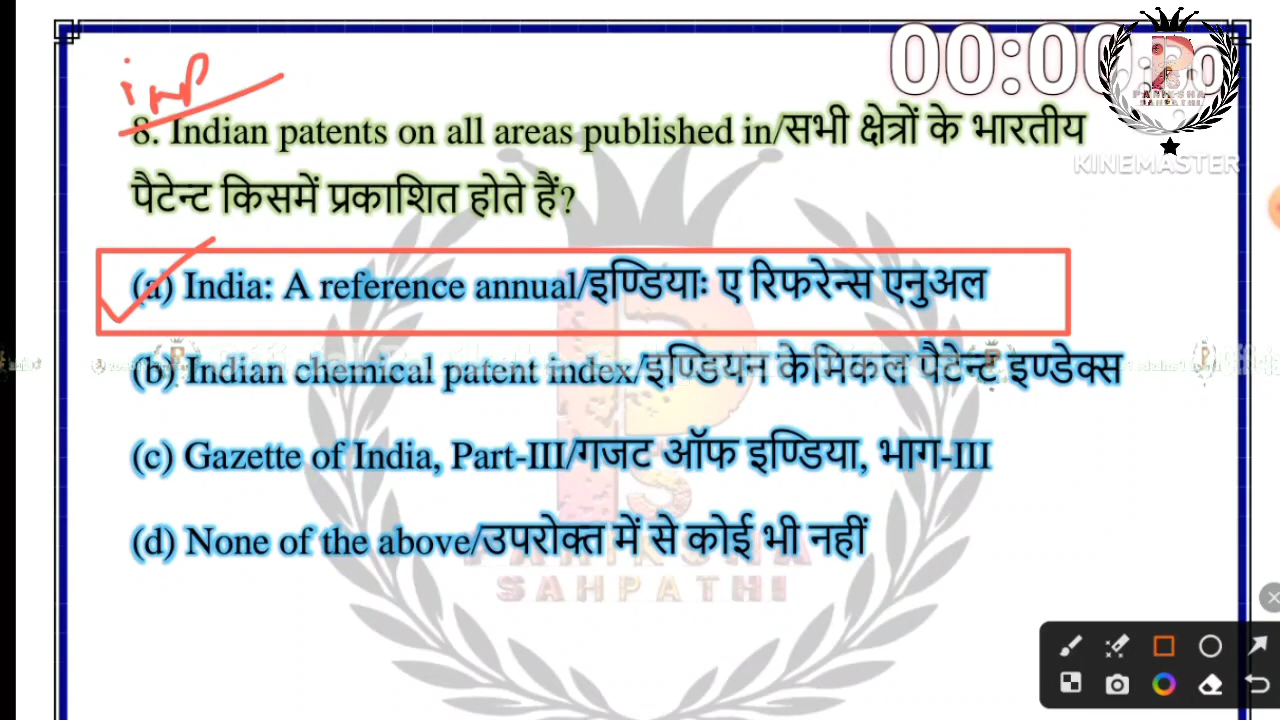 00:00
KINEMASTER
imp
8. Indian patents on all areas published in/सभी क्षेत्रों के भारतीय
पैटेन्ट किसमें प्रकाशित होते हैं?
(a) India: A reference annual/इण्डियाः ए रिफरेन्स एनुअल
(b) Indian chemical patent index/इण्डियन केमिकल पैटेन्ट इण्डेक्स
(c) Gazette of India, Part-III/गजट ऑफ इण्डिया, भाग-III
(d) None of the above/उपरोक्त में से कोई भी नहीं
SAHPATHI